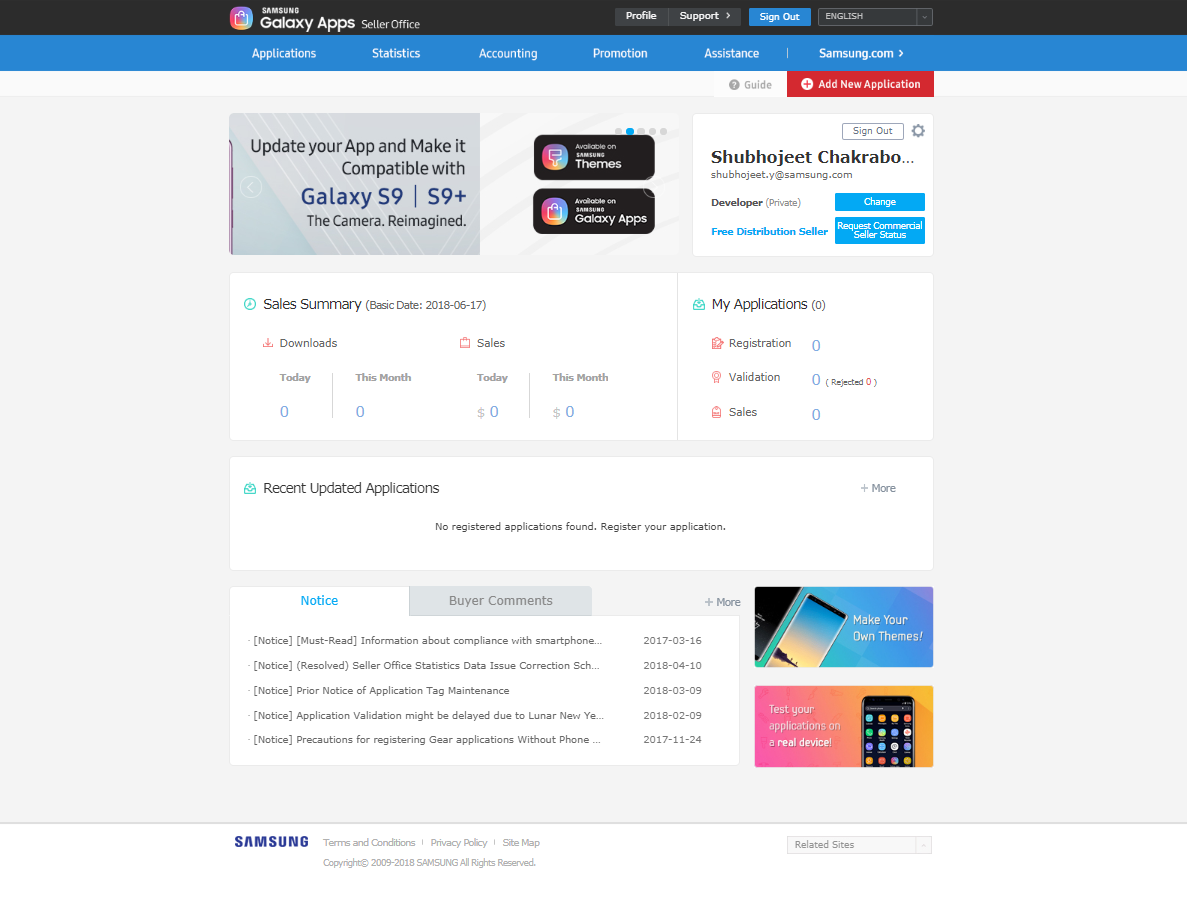 SAMSUNG
Galaxy Apps Seller Office
Profile
Support
Sign Out
ENGLISH
Applications
Statistics
Accounting
Promotion
Assistance
Samsung.com
Guide
Add New Application
Update your App and Make it
Compatible with
Galaxy S9 | S9+
The Camera. Reimagined.
Available on
SAMSUNG
Themes
Available on
SAMSUNG
Galaxy Apps
Sign Out
Shubhojeet Chakrabo...
shubhojeet.y@samsung.com
Developer (Private)
Change
Free Distribution Seller
Request Commercial
Seller Status
Sales Summary (Basic Date: 2018-06-17)
Downloads
Sales
Today
This Month
Today
This Month
0
0
$ 0
$ 0
My Applications (0)
Registration 0
Validation 0 ( Rejected 0 )
Sales 0
Recent Updated Applications
+ More
No registered applications found. Register your application.
Notice
Buyer Comments
+ More
· [Notice] [Must-Read] Information about compliance with smartphone... 2017-03-16
· [Notice] (Resolved) Seller Office Statistics Data Issue Correction Sch... 2018-04-10
· [Notice] Prior Notice of Application Tag Maintenance 2018-03-09
· [Notice] Application Validation might be delayed due to Lunar New Ye... 2018-02-09
· [Notice] Precautions for registering Gear applications Without Phone ... 2017-11-24
Make Your
Own Themes!
Test your
applications on
a real device!
SAMSUNG
Terms and Conditions
Privacy Policy
Site Map
Copyright© 2009-2018 SAMSUNG All Rights Reserved.
Related Sites